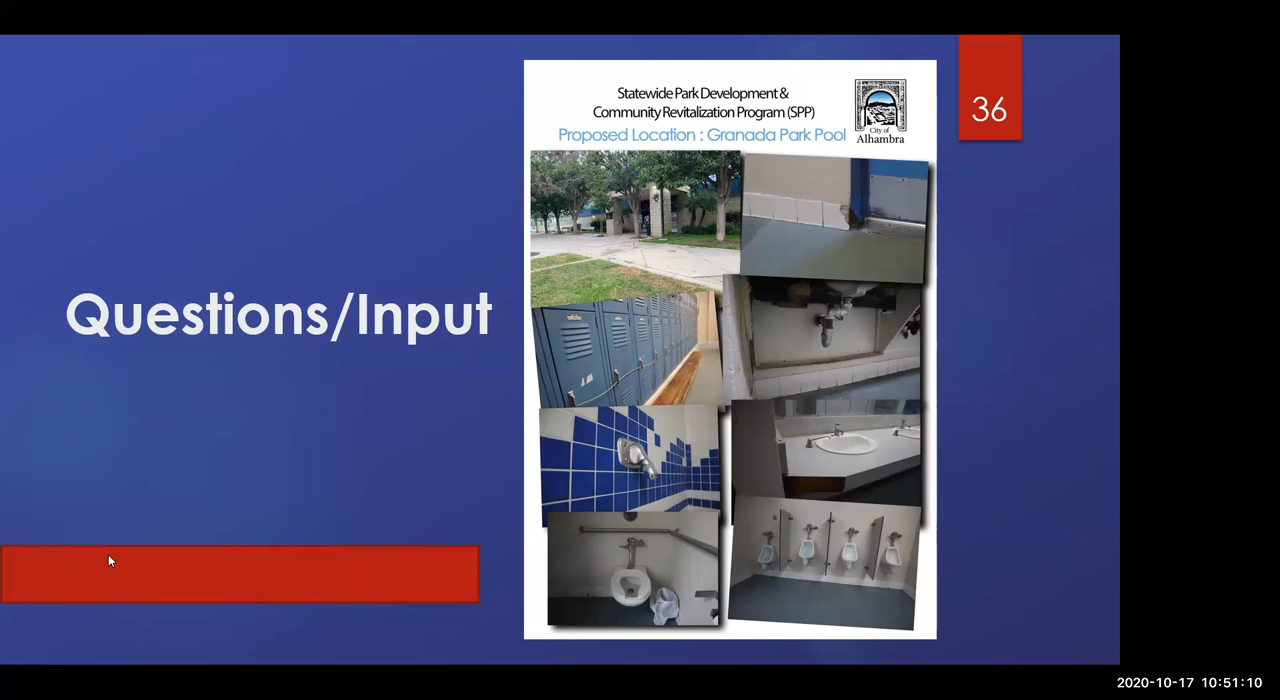 36
Statewide Park Development &
Community Revitalization Program (SPP)
Proposed Location : Granada Park Pool
City of
Alhambra
Questions/Input
2020-10-17 10:51:10